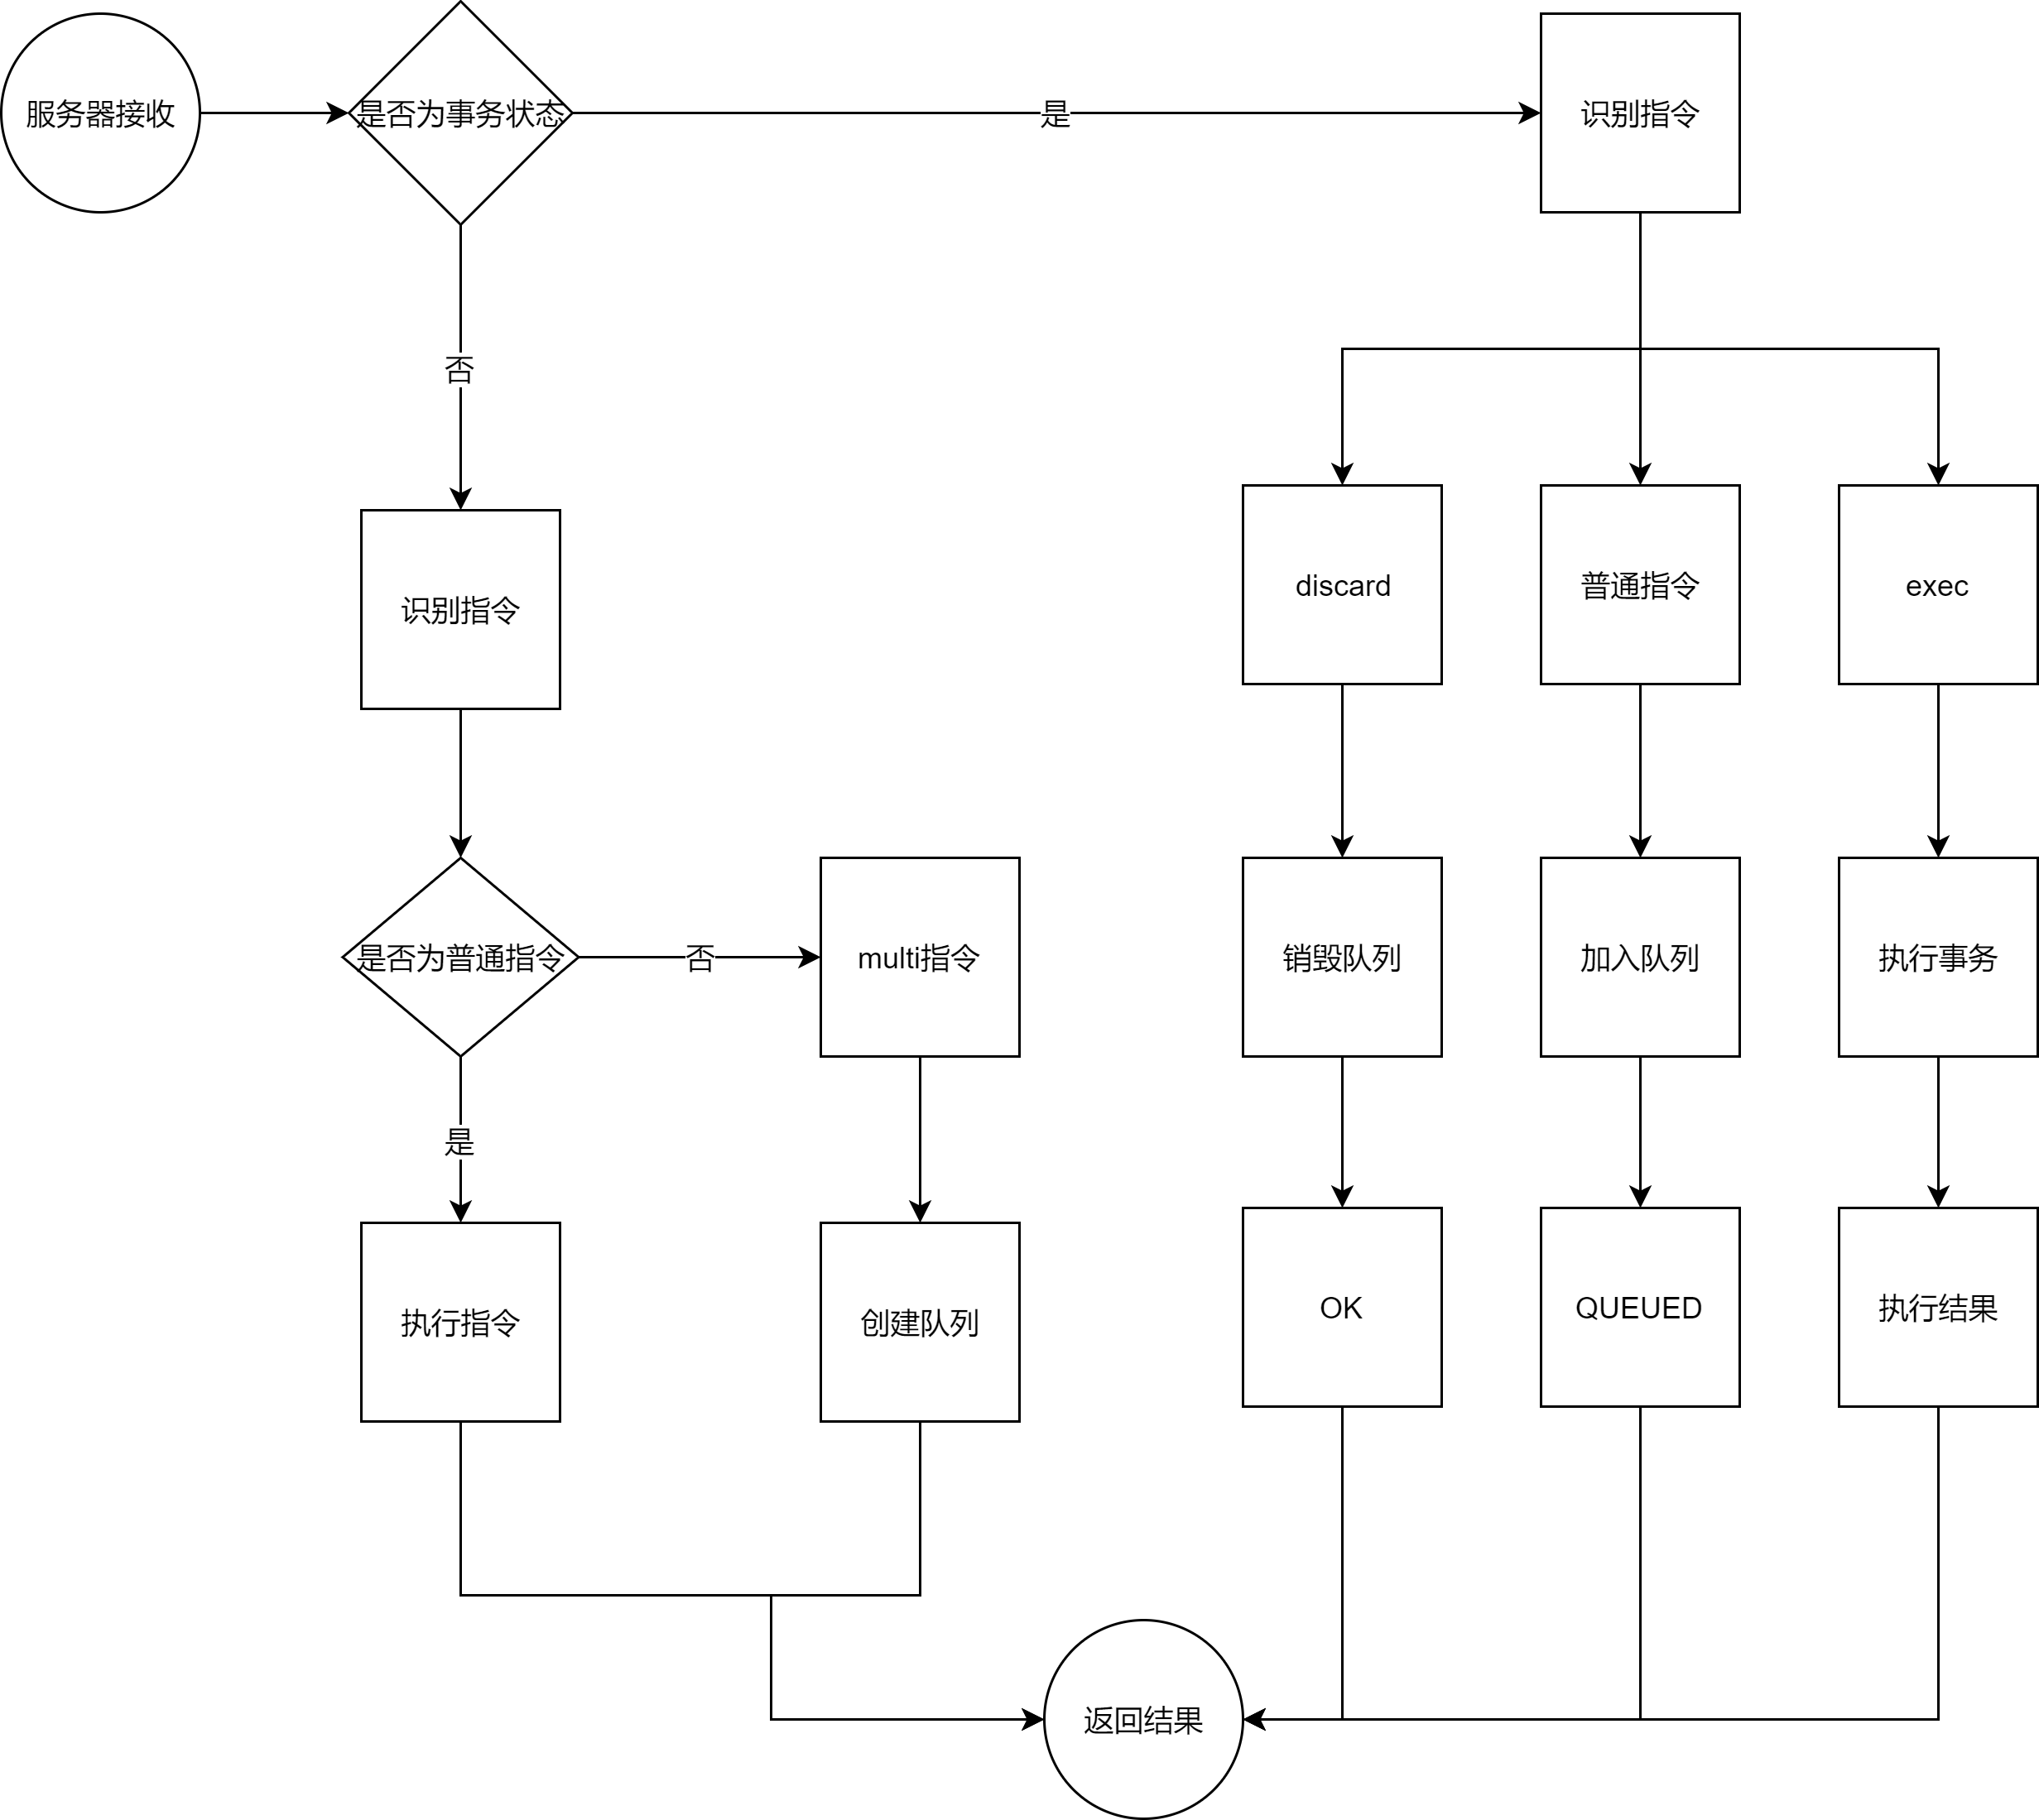 服务器接收
是否为事务状态
是
识别指令
否
识别指令
discard
普通指令
exec
是否为普通指令
否
multi指令
销毁队列
加入队列
执行事务
是
执行指令
创建队列
OK
QUEUED
执行结果
返回结果